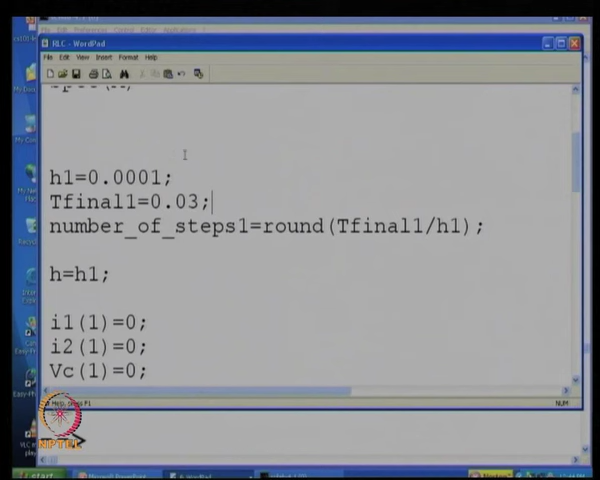 RLC - WordPad
File Edit View Insert Format Help
h1=0.0001;
Tfinal1=0.03;
number_of_steps1=round(Tfinal1/h1);
h=h1;
i1(1)=0;
i2(1)=0;
Vc(1)=0;
NUM
NPTEL
start